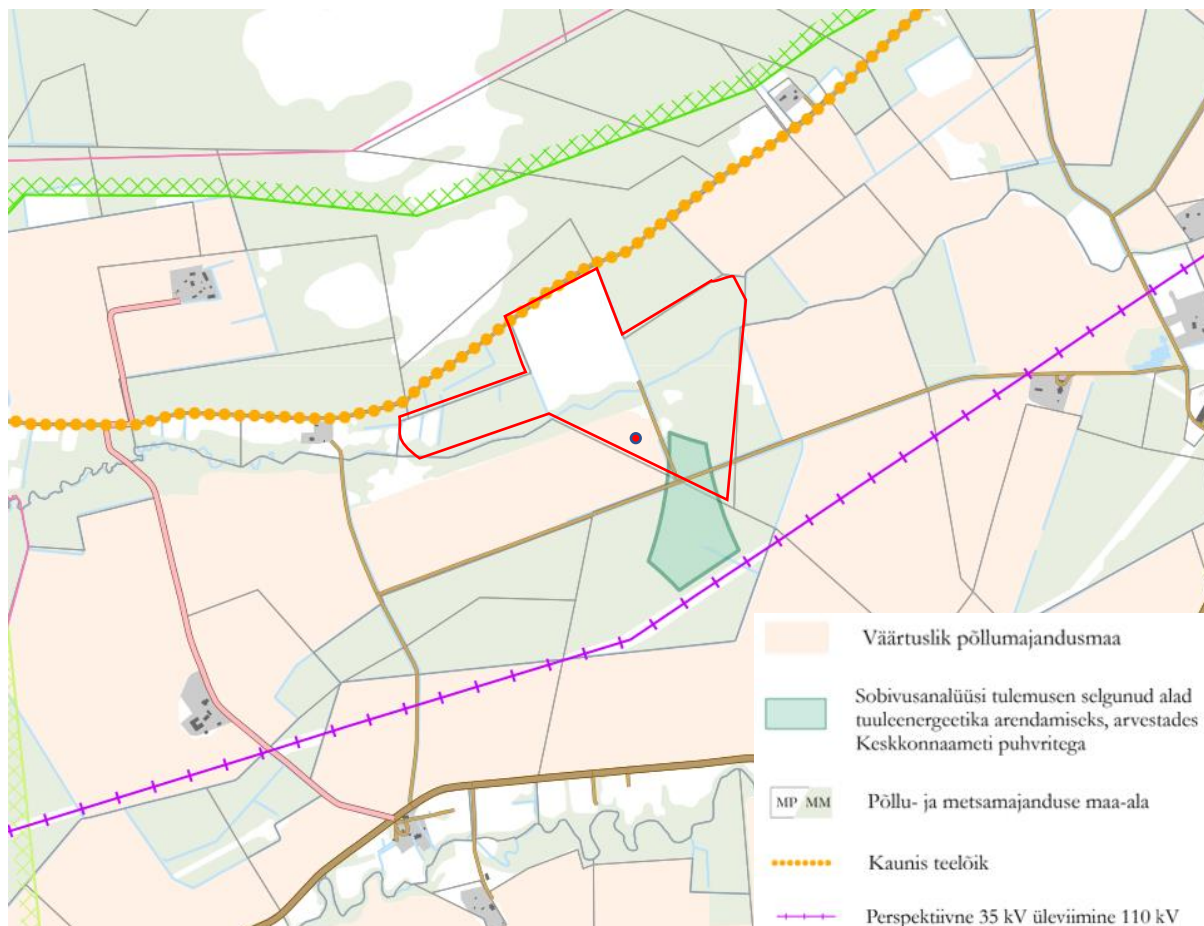 Väärtuslik põllumajandusmaa
Sobivusanalüüsi tulemusen selgunud alad
tuuleenergeetika arendamiseks, arvestades
Keskkonnaameti puhvritega
MP MM Põllu- ja metsamajanduse maa-ala
Kaunis teelõik
Perspektiivne 35 kV üleviimine 110 kV